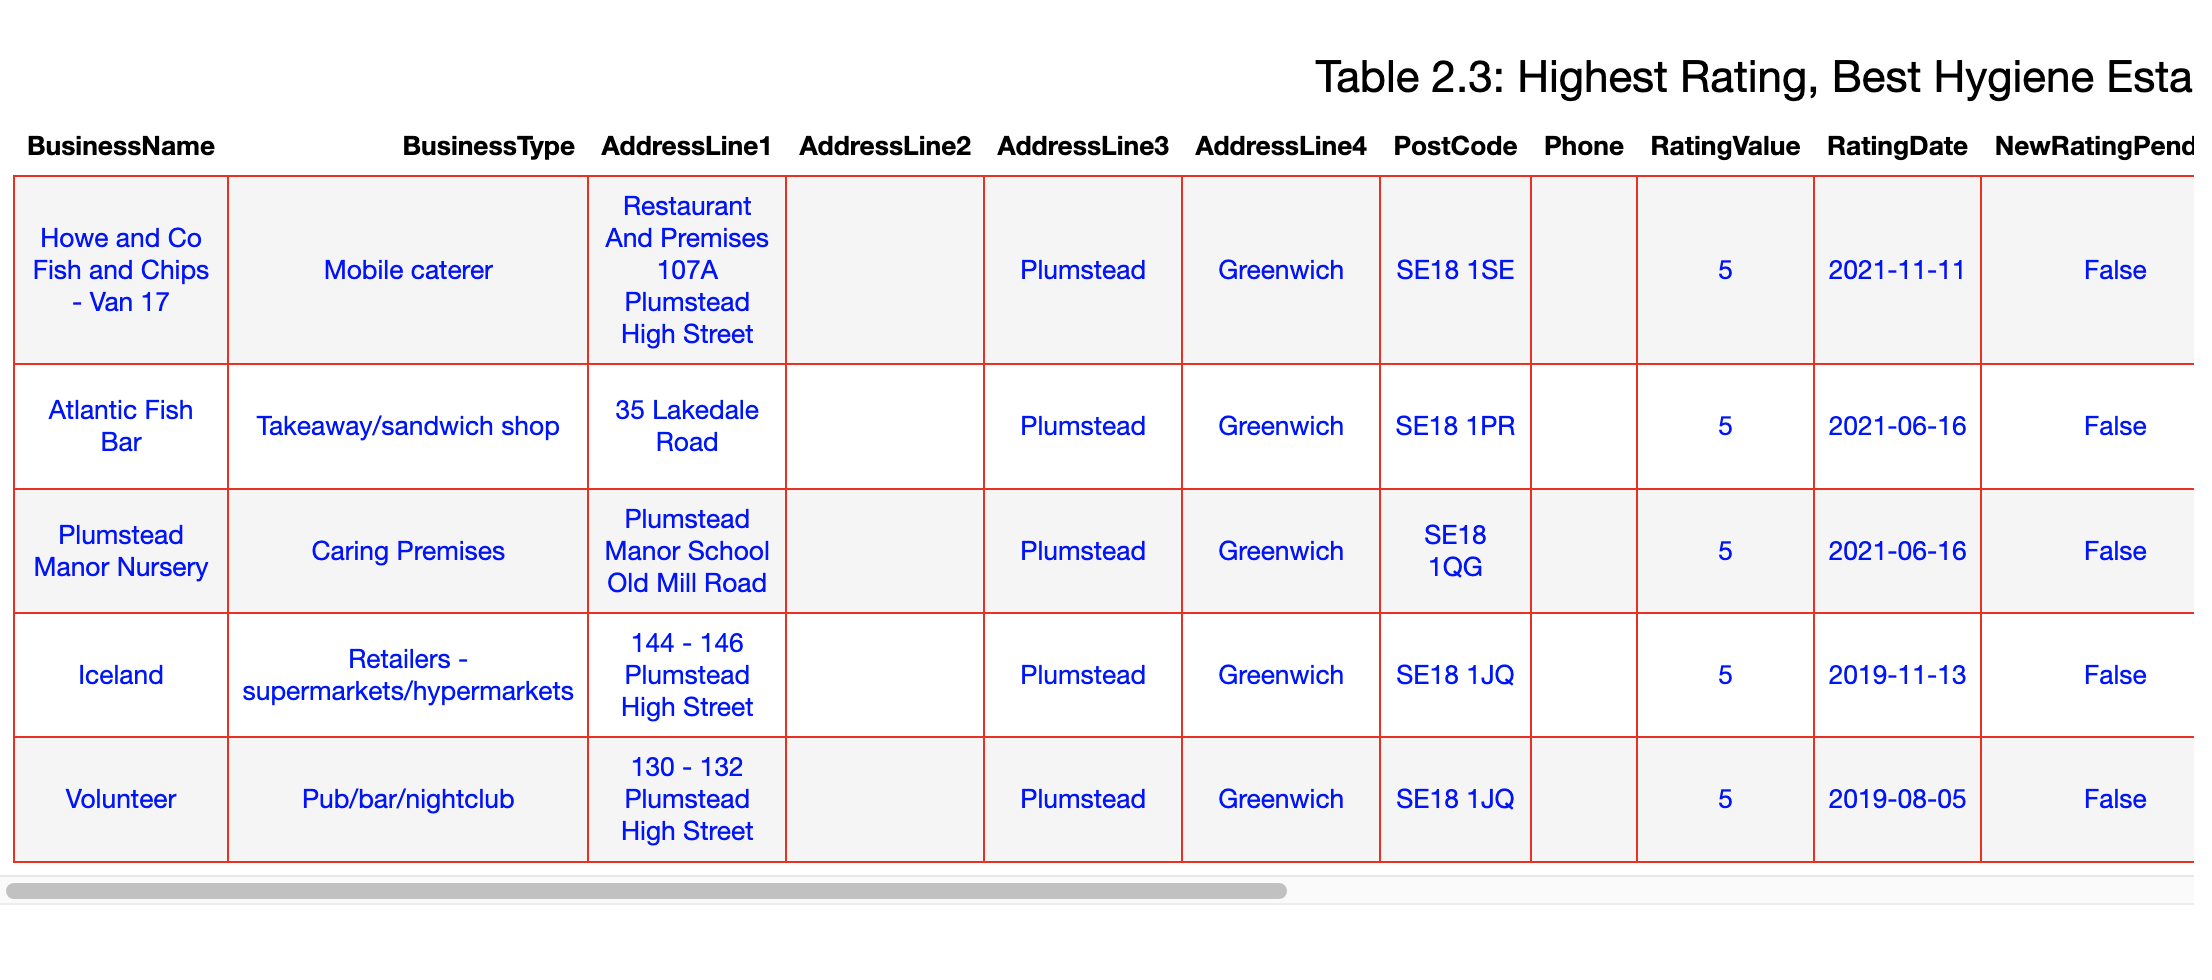 Table 2.3: Highest Rating, Best Hygiene Esta
BusinessName BusinessType AddressLine1 AddressLine2 AddressLine3 AddressLine4 PostCode Phone RatingValue RatingDate NewRatingPend
Howe and Co
Fish and Chips
- Van 17
Mobile caterer
Restaurant
And Premises
107A
Plumstead
High Street
Plumstead
Greenwich
SE18 1SE
5
2021-11-11
False
Atlantic Fish
Bar
Takeaway/sandwich shop
35 Lakedale
Road
Plumstead
Greenwich
SE18 1PR
5
2021-06-16
False
Plumstead
Manor Nursery
Caring Premises
Plumstead
Manor School
Old Mill Road
Plumstead
Greenwich
SE18
1QG
5
2021-06-16
False
Iceland
Retailers -
supermarkets/hypermarkets
144 - 146
Plumstead
High Street
Plumstead
Greenwich
SE18 1JQ
5
2019-11-13
False
Volunteer
Pub/bar/nightclub
130 - 132
Plumstead
High Street
Plumstead
Greenwich
SE18 1JQ
5
2019-08-05
False